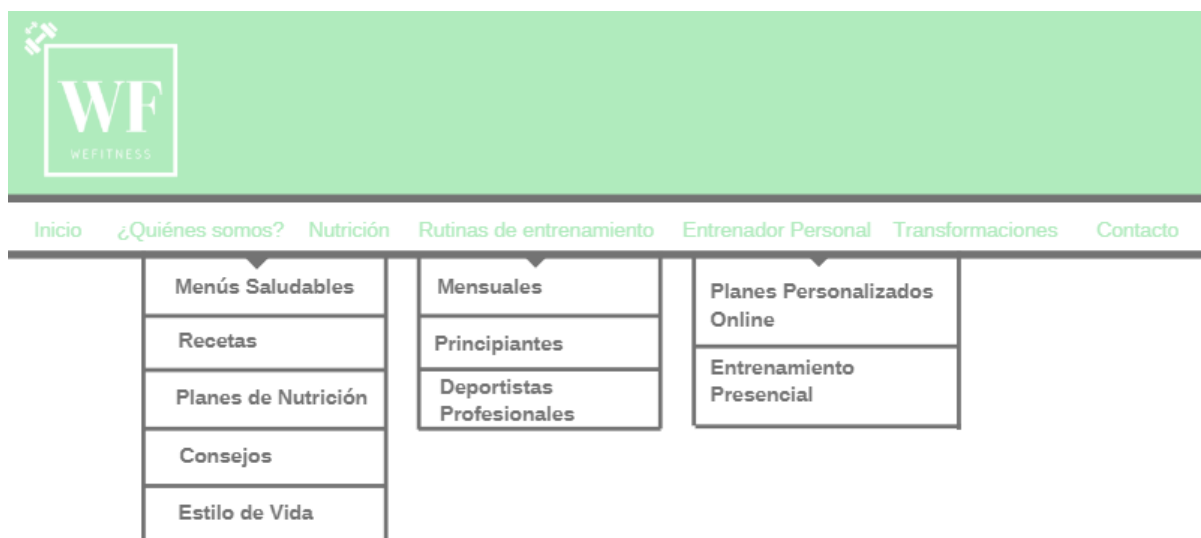 WF
WEFITNESS
Inicio ¿Quiénes somos? Nutrición Rutinas de entrenamiento Entrenador Personal Transformaciones Contacto
Menús Saludables
Recetas
Planes de Nutrición
Consejos
Estilo de Vida
Mensuales
Principiantes
Deportistas
Profesionales
Planes Personalizados
Online
Entrenamiento
Presencial